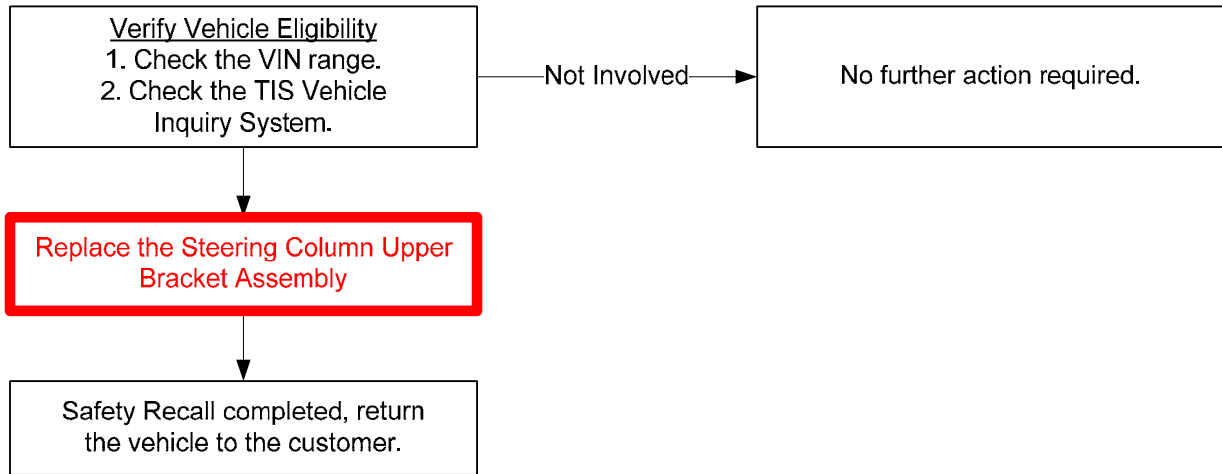 Verify Vehicle Eligibility
1. Check the VIN range.
2. Check the TIS Vehicle
Inquiry System.
Not Involved
No further action required.
Replace the Steering Column Upper
Bracket Assembly
Safety Recall completed, return
the vehicle to the customer.